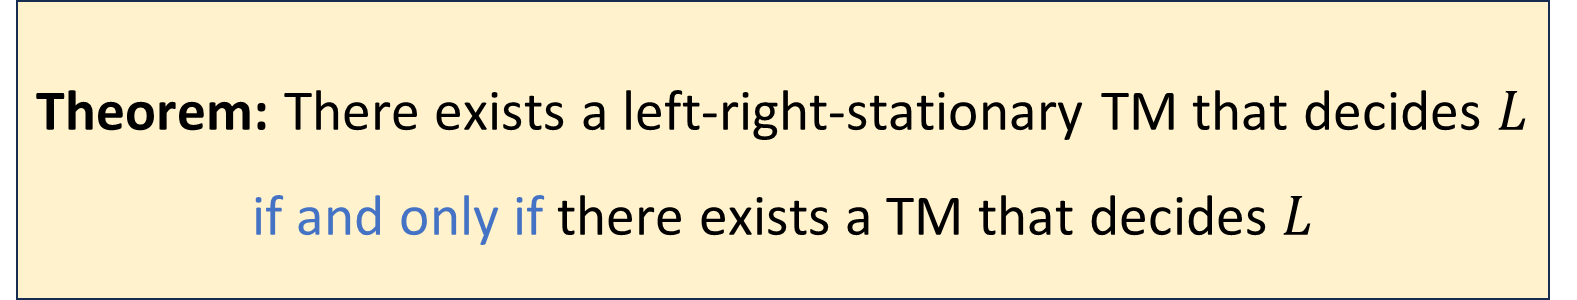 Theorem: There exists a left-right-stationary TM that decides 𝐿
if and only if there exists a TM that decides 𝐿